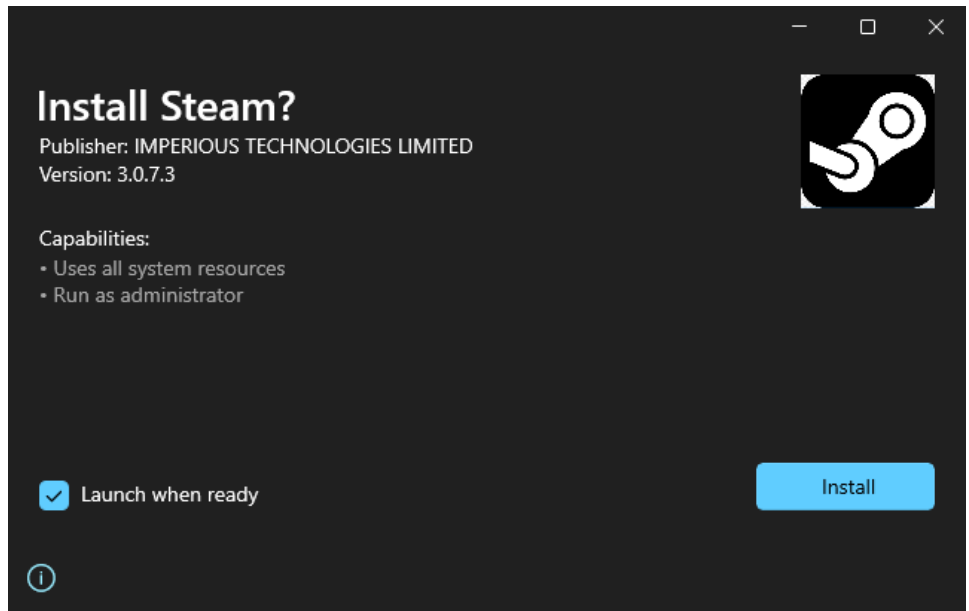 Install Steam?
Publisher: IMPERIOUS TECHNOLOGIES LIMITED
Version: 3.0.7.3
Capabilities:
• Uses all system resources
• Run as administrator
Launch when ready
Install